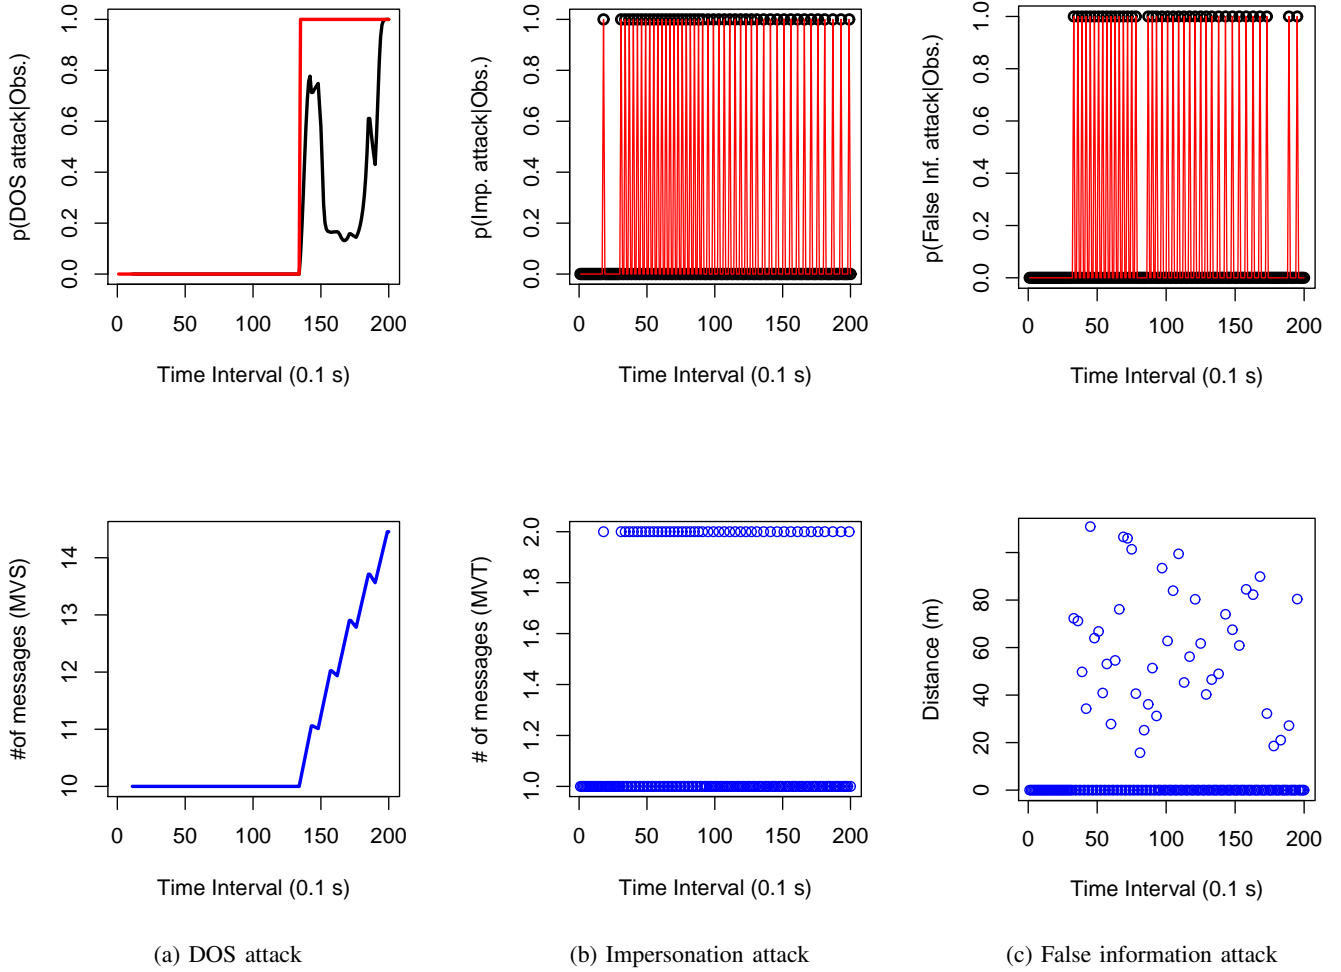 p(DOS attack|Obs.)
0.0 0.2 0.4 0.6 0.8 1.0
0 50 100 150 200
Time Interval (0.1 s)
p(Imp. attack|Obs.)
0.0 0.2 0.4 0.6 0.8 1.0
0 50 100 150 200
Time Interval (0.1 s)
p(False Inf. attack|Obs.)
0.0 0.2 0.4 0.6 0.8 1.0
0 50 100 150 200
Time Interval (0.1 s)
#of messages (MVS)
10 11 12 13 14
0 50 100 150 200
Time Interval (0.1 s)
# of messages (MVT)
1.0 1.2 1.4 1.6 1.8 2.0
0 50 100 150 200
Time Interval (0.1 s)
Distance (m)
0 20 40 60 80
0 50 100 150 200
Time Interval (0.1 s)
(a) DOS attack
(b) Impersonation attack
(c) False information attack